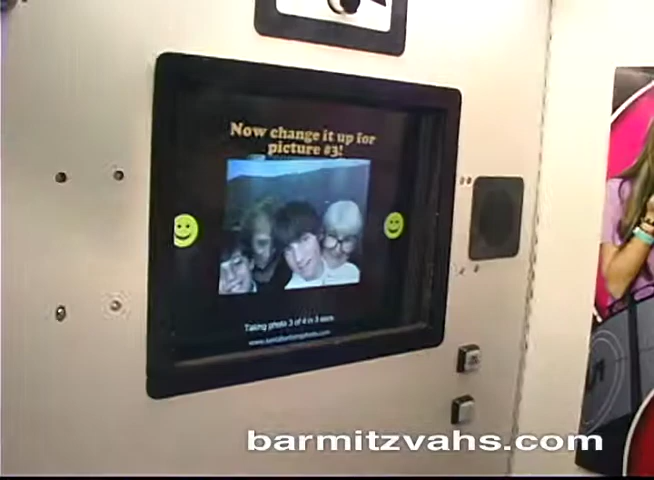 Now change it up for
picture #3!
Taking photo 3 of 4 in 3 secs
barmitzvahs.com